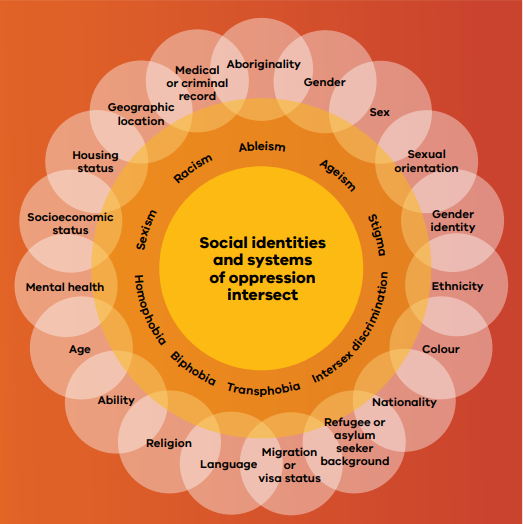 Aboriginality
Gender
Sex
Sexual
orientation
Gender
identity
Ethnicity
Colour
Nationality
Refugee or
asylum
seeker
background
Migration
or
visa status
Language
Religion
Ability
Age
Mental health
Socioeconomic
status
Housing
status
Geographic
location
Medical
or criminal
record
Ableism
Ageism
Stigma
Intersex discrimination
Transphobia
Biphobia
Homophobia
Sexism
Racism
Social identities
and systems
of oppression
intersect